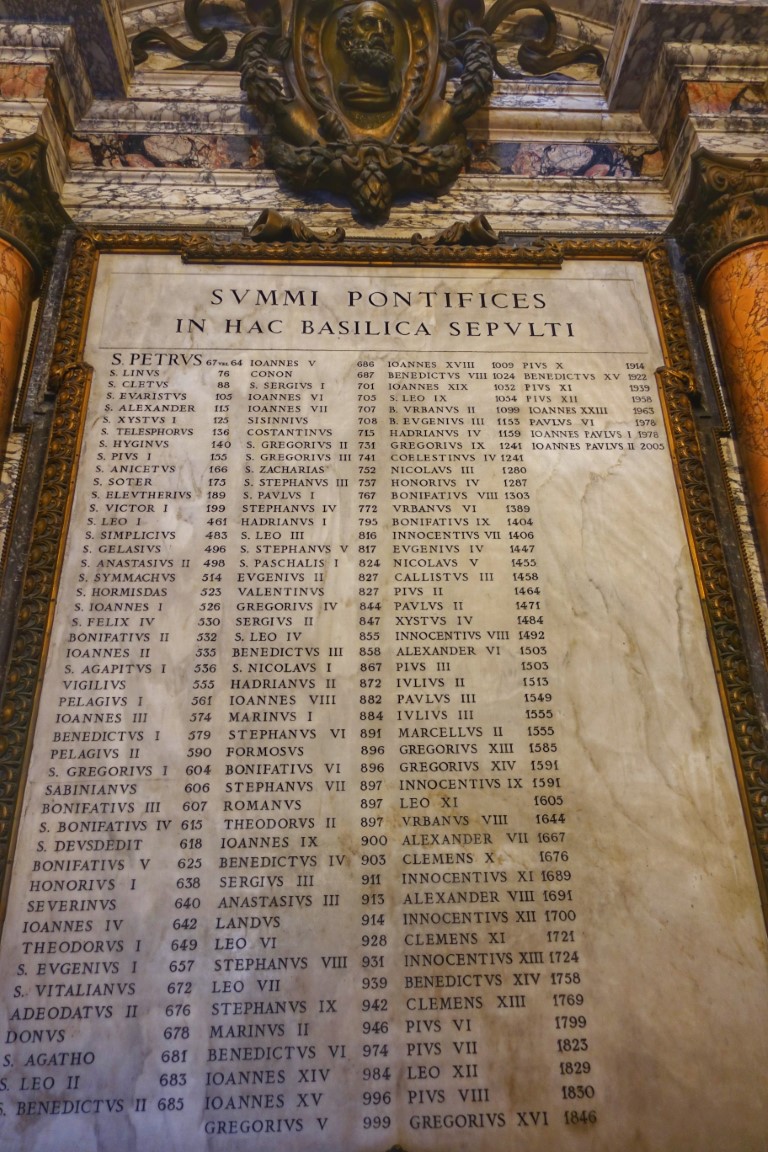 SVMMI PONTIFICES
IN HAC BASILICA SEPVLTI
S. PETRVS 67 64
S. LINVS 76
S. CLETVS 88
S. EVARISTVS 105
S. ALEXANDER 115
S. XYSTVS I 125
S. TELESPHORVS 136
S. HYGINVS 140
S. PIVS I 155
S. ANICETVS 166
S. SOTER 175
S. ELEVTHERIVS 189
S. VICTOR I 199
S. LEO I 461
S. SIMPLICIVS 483
S. GELASIVS 496
S. ANASTASIVS II 498
S. SYMMACHVS 514
S. HORMISDAS 523
S. IOANNES I 526
S. FELIX IV 530
BONIFATIVS II 532
IOANNES II 535
S. AGAPITVS I 536
VIGILIVS 555
PELAGIVS I 561
IOANNES III 574
BENEDICTVS I 579
PELAGIVS II 590
S. GREGORIVS I 604
SABINIANVS 606
BONIFATIVS III 607
S. BONIFATIVS IV 615
S. DEVSDEDIT 618
BONIFATIVS V 625
HONORIVS I 638
SEVERINVS 640
IOANNES IV 642
THEODORVS I 649
S. EVGENIVS I 657
S. VITALIANVS 672
ADEODATVS II 676
DONVS 678
S. AGATHO 681
S. LEO II 683
S. BENEDICTVS II 685
IOANNES V 686
CONON 687
S. SERGIVS I 701
IOANNES VI 705
IOANNES VII 707
SISINNIVS 708
CONSTANTINVS 715
S. GREGORIVS II 731
S. GREGORIVS III 741
S. ZACHARIAS 752
S. STEPHANVS III 757
S. PAVLVS I 767
STEPHANVS IV 772
HADRIANVS I 795
S. LEO III 816
S. STEPHANVS V 817
S. PASCHALIS I 824
EVGENIVS II 827
VALENTINVS 827
GREGORIVS IV 844
SERGIVS II 847
S. LEO IV 855
BENEDICTVS III 858
S. NICOLAVS I 867
HADRIANVS II 872
IOANNES VIII 882
MARINVS I 884
STEPHANVS VI 891
FORMOSVS 896
BONIFATIVS VI 896
STEPHANVS VII 897
ROMANVS 897
THEODORVS II 897
IOANNES IX 900
BENEDICTVS IV 903
SERGIVS III 911
ANASTASIVS III 913
LANDVS 914
LEO VI 928
STEPHANVS VIII 931
LEO VII 939
STEPHANVS IX 942
MARINVS II 946
BENEDICTVS VI 974
IOANNES XIV 984
IOANNES XV 996
GREGORIVS V 999
IOANNES XVIII 1009
BENEDICTVS VIII 1024
IOANNES XIX 1032
S. LEO IX 1054
B. VRBANVS II 1099
B. EVGENIVS III 1153
HADRIANVS IV 1159
GREGORIVS IX 1241
COELESTINVS IV 1241
NICOLAVS III 1280
HONORIVS IV 1287
BONIFATIVS VIII 1303
VRBANVS VI 1389
BONIFATIVS IX 1404
INNOCENTIVS VII 1406
EVGENIVS IV 1447
NICOLAVS V 1455
CALLISTVS III 1458
PIVS II 1464
PAVLVS II 1471
XYSTVS IV 1484
INNOCENTIVS VIII 1492
ALEXANDER VI 1503
PIVS III 1503
IVLIVS II 1513
PAVLVS III 1549
IVLIVS III 1555
MARCELLVS II 1555
GREGORIVS XIII 1585
GREGORIVS XIV 1591
INNOCENTIVS IX 1591
LEO XI 1605
VRBANVS VIII 1644
ALEXANDER VII 1667
CLEMENS X 1676
INNOCENTIVS XI 1689
ALEXANDER VIII 1691
INNOCENTIVS XII 1700
CLEMENS XI 1721
INNOCENTIVS XIII 1724
BENEDICTVS XIV 1758
CLEMENS XIII 1769
PIVS VI 1799
PIVS VII 1823
LEO XII 1829
PIVS VIII 1830
GREGORIVS XVI 1846
PIVS X 1914
BENEDICTVS XV 1922
PIVS XI 1939
PIVS XII 1958
IOANNES XXIII 1963
PAVLVS VI 1978
IOANNES PAVLVS I 1978
IOANNES PAVLVS II 2005